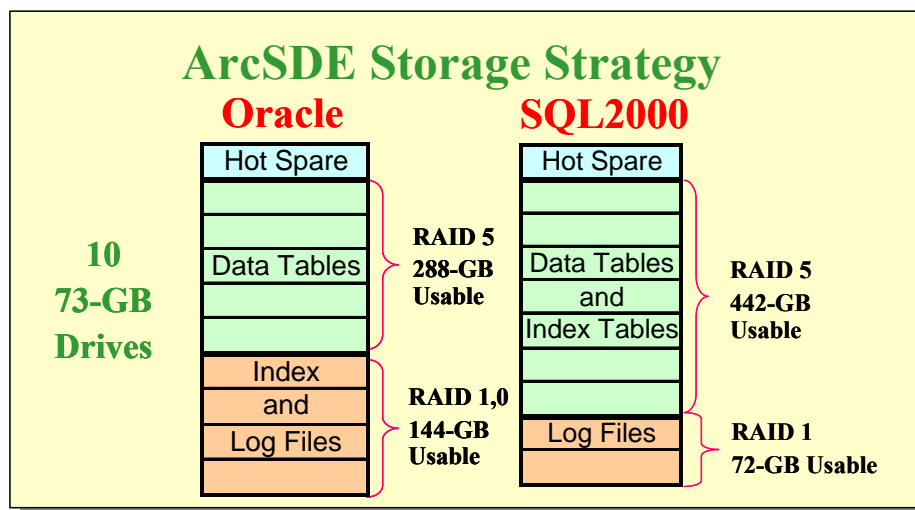 ArcSDE Storage Strategy
Oracle
SQL2000
10
73-GB
Drives
Hot Spare
Data Tables
Index
and
Log Files
RAID 5
288-GB
Usable
RAID 1,0
144-GB
Usable
Hot Spare
Data Tables
and
Index Tables
Log Files
RAID 5
442-GB
Usable
RAID 1
72-GB Usable